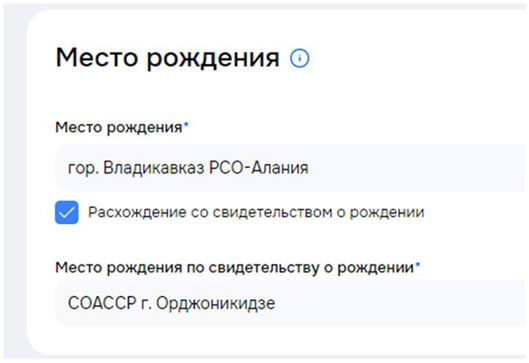 Место рождения
Место рождения*
гор. Владикавказ РСО-Алания
Расхождение со свидетельством о рождении
Место рождения по свидетельству о рождении*
СОАССР г. Орджоникидзе